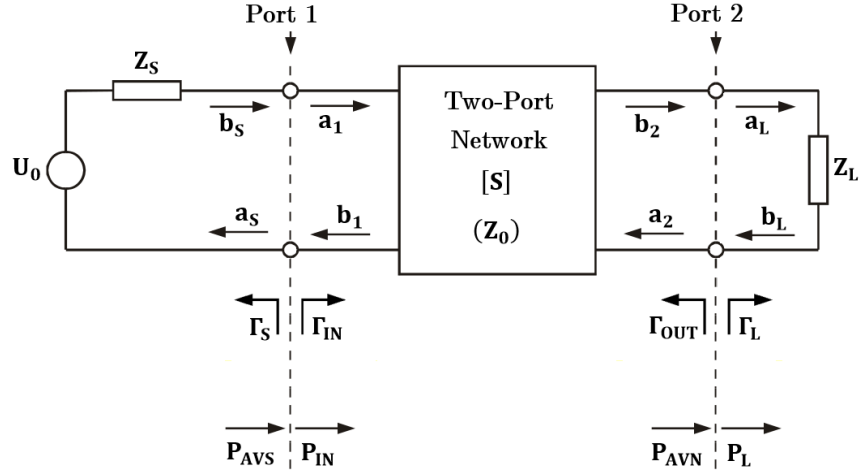 Port 1
Port 2
Z_S
b_S
a_1
Two-Port
Network
[S]
(Z_0)
b_2
a_L
U_0
Z_L
a_S
b_1
a_2
b_L
Γ_S
Γ_IN
Γ_OUT
Γ_L
P_AVS
P_IN
P_AVN
P_L